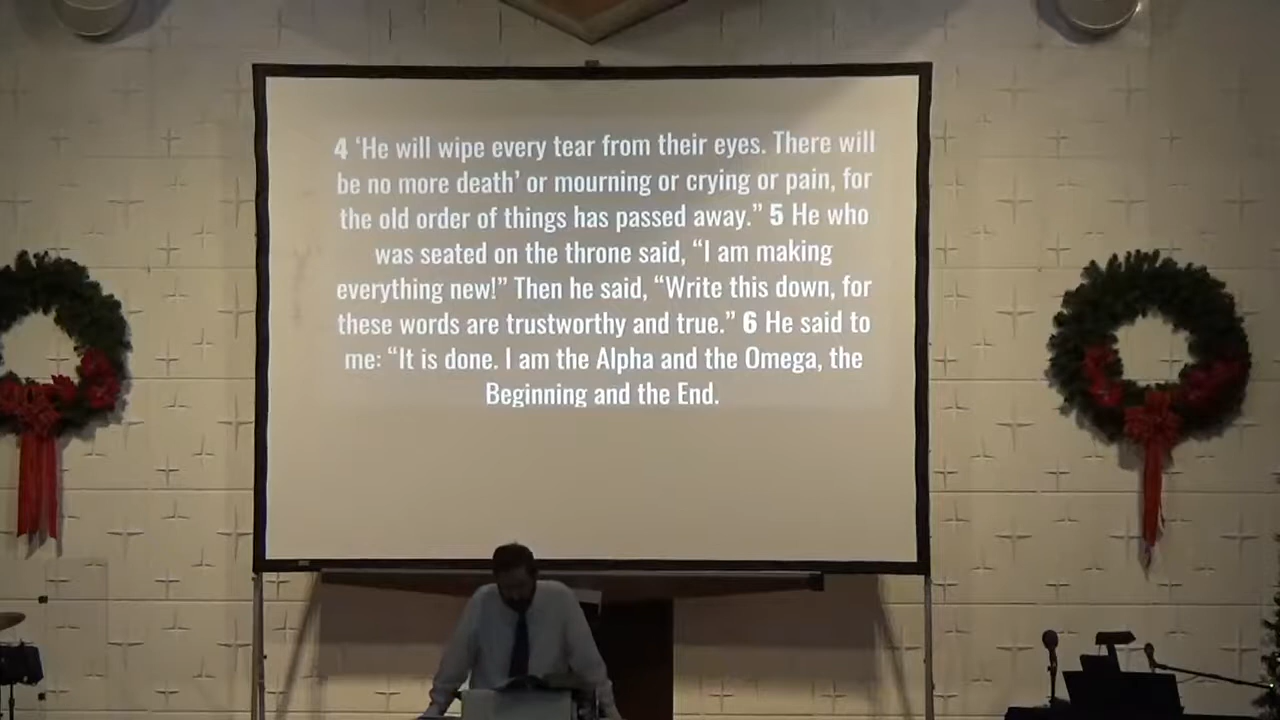 4 ‘He will wipe every tear from their eyes. There will
be no more death’ or mourning or crying or pain, for
the old order of things has passed away.” 5 He who
was seated on the throne said, “I am making
everything new!” Then he said, “Write this down, for
these words are trustworthy and true.” 6 He said to
me: “It is done. I am the Alpha and the Omega, the
Beginning and the End.